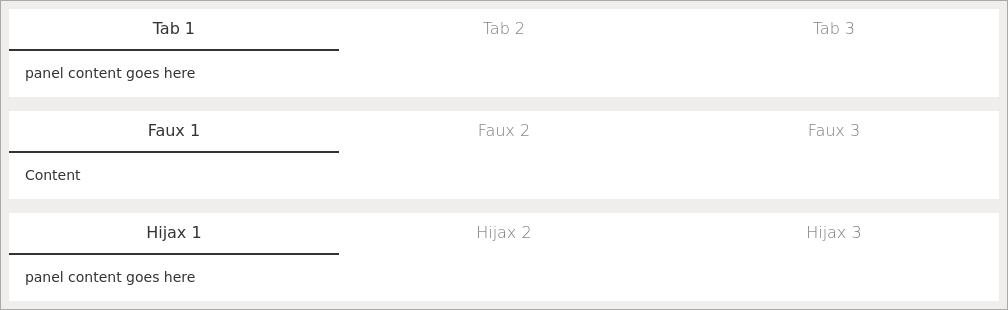 Tab 1 Tab 2 Tab 3
panel content goes here
Faux 1 Faux 2 Faux 3
Content
Hijax 1 Hijax 2 Hijax 3
panel content goes here